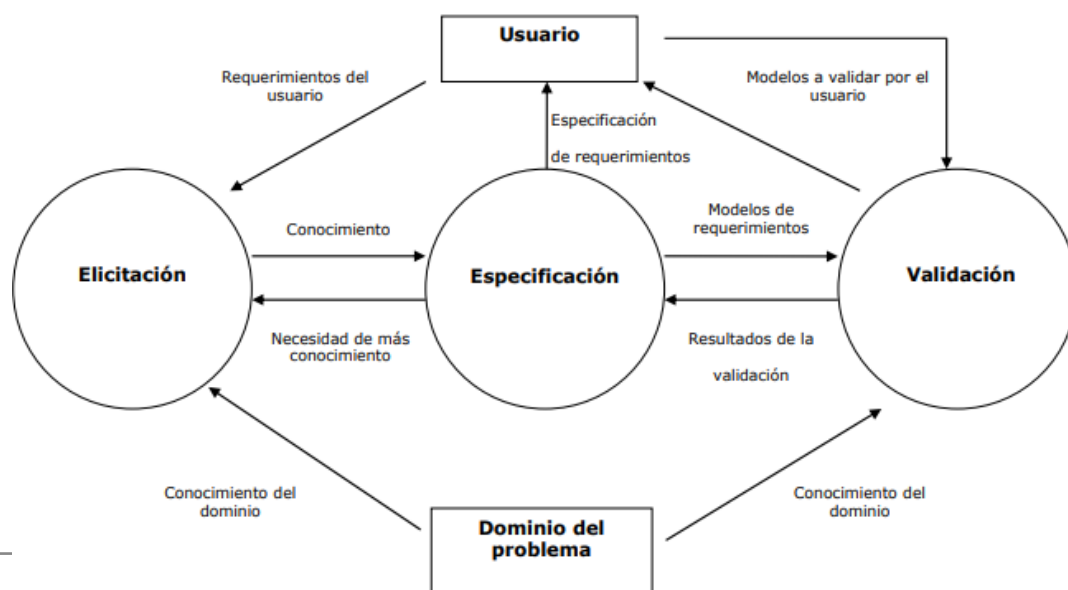 Usuario
Requerimientos del
usuario
Modelos a validar por el
usuario
Especificación
de requerimientos
Conocimiento
Modelos de
requerimientos
Elicitación
Especificación
Validación
Necesidad de más
conocimiento
Resultados de la
validación
Conocimiento del
dominio
Conocimiento del
dominio
Dominio del
problema